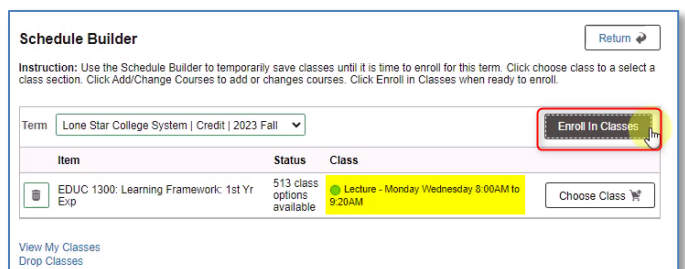 Schedule Builder
Return
Instruction: Use the Schedule Builder to temporarily save classes until it is time to enroll for this term. Click choose class to a select a
class section. Click Add/Change Courses to add or changes courses. Click Enroll in Classes when ready to enroll.
Term Lone Star College System | Credit | 2023 Fall
Enroll In Classes
Item Status Class
EDUC 1300: Learning Framework: 1st Yr
Exp
513 class
options
available
Lecture - Monday Wednesday 8:00AM to
9:20AM
Choose Class
View My Classes
Drop Classes